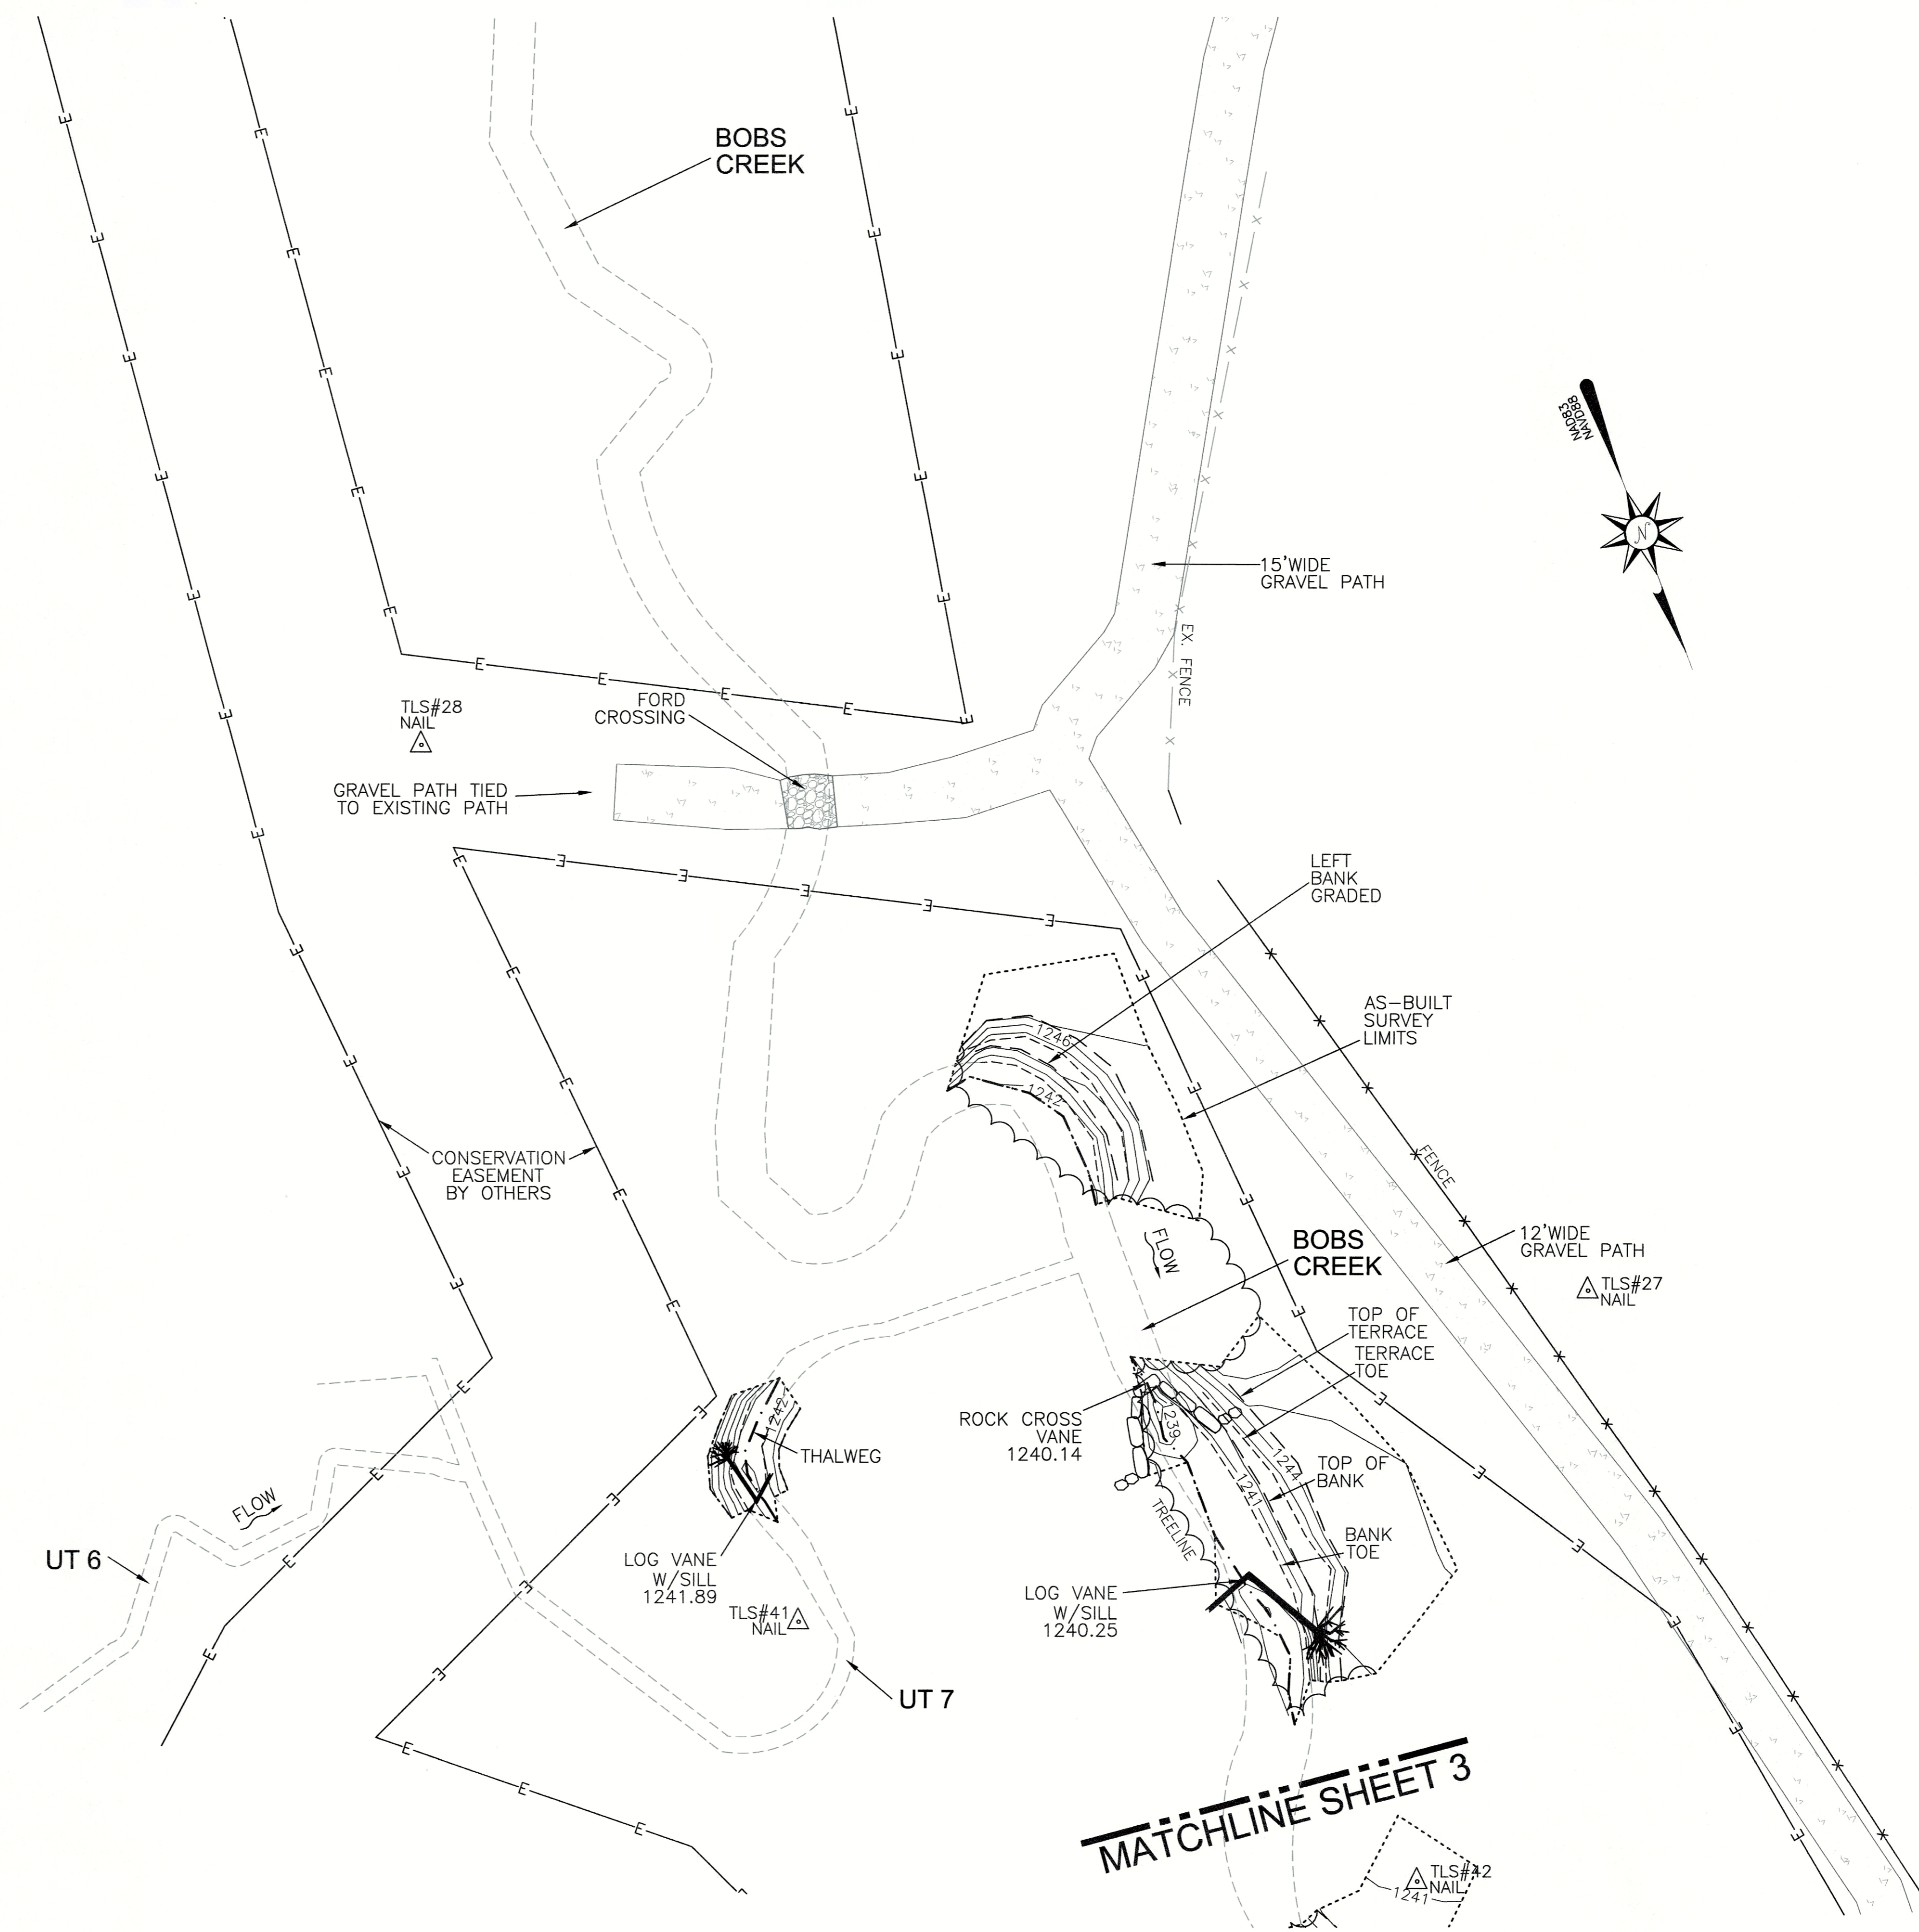 BOBS
CREEK
NAD83
NAVD88
N
15'WIDE
GRAVEL PATH
EX. FENCE
FORD
CROSSING
TLS#28
NAIL
GRAVEL PATH TIED
TO EXISTING PATH
LEFT
BANK
GRADED
AS-BUILT
SURVEY
LIMITS
1246
1242
CONSERVATION
EASEMENT
BY OTHERS
FENCE
FLOW
BOBS
CREEK
12'WIDE
GRAVEL PATH
TLS#27
NAIL
TOP OF
TERRACE
TERRACE
TOE
ROCK CROSS
VANE
1240.14
239
1244
1241
TOP OF
BANK
1242
THALWEG
TREELINE
BANK
TOE
FLOW
UT 6
LOG VANE
W/SILL
1241.89
TLS#41
NAIL
LOG VANE
W/SILL
1240.25
UT 7
MATCHLINE SHEET 3
TLS#42
NAIL
1241